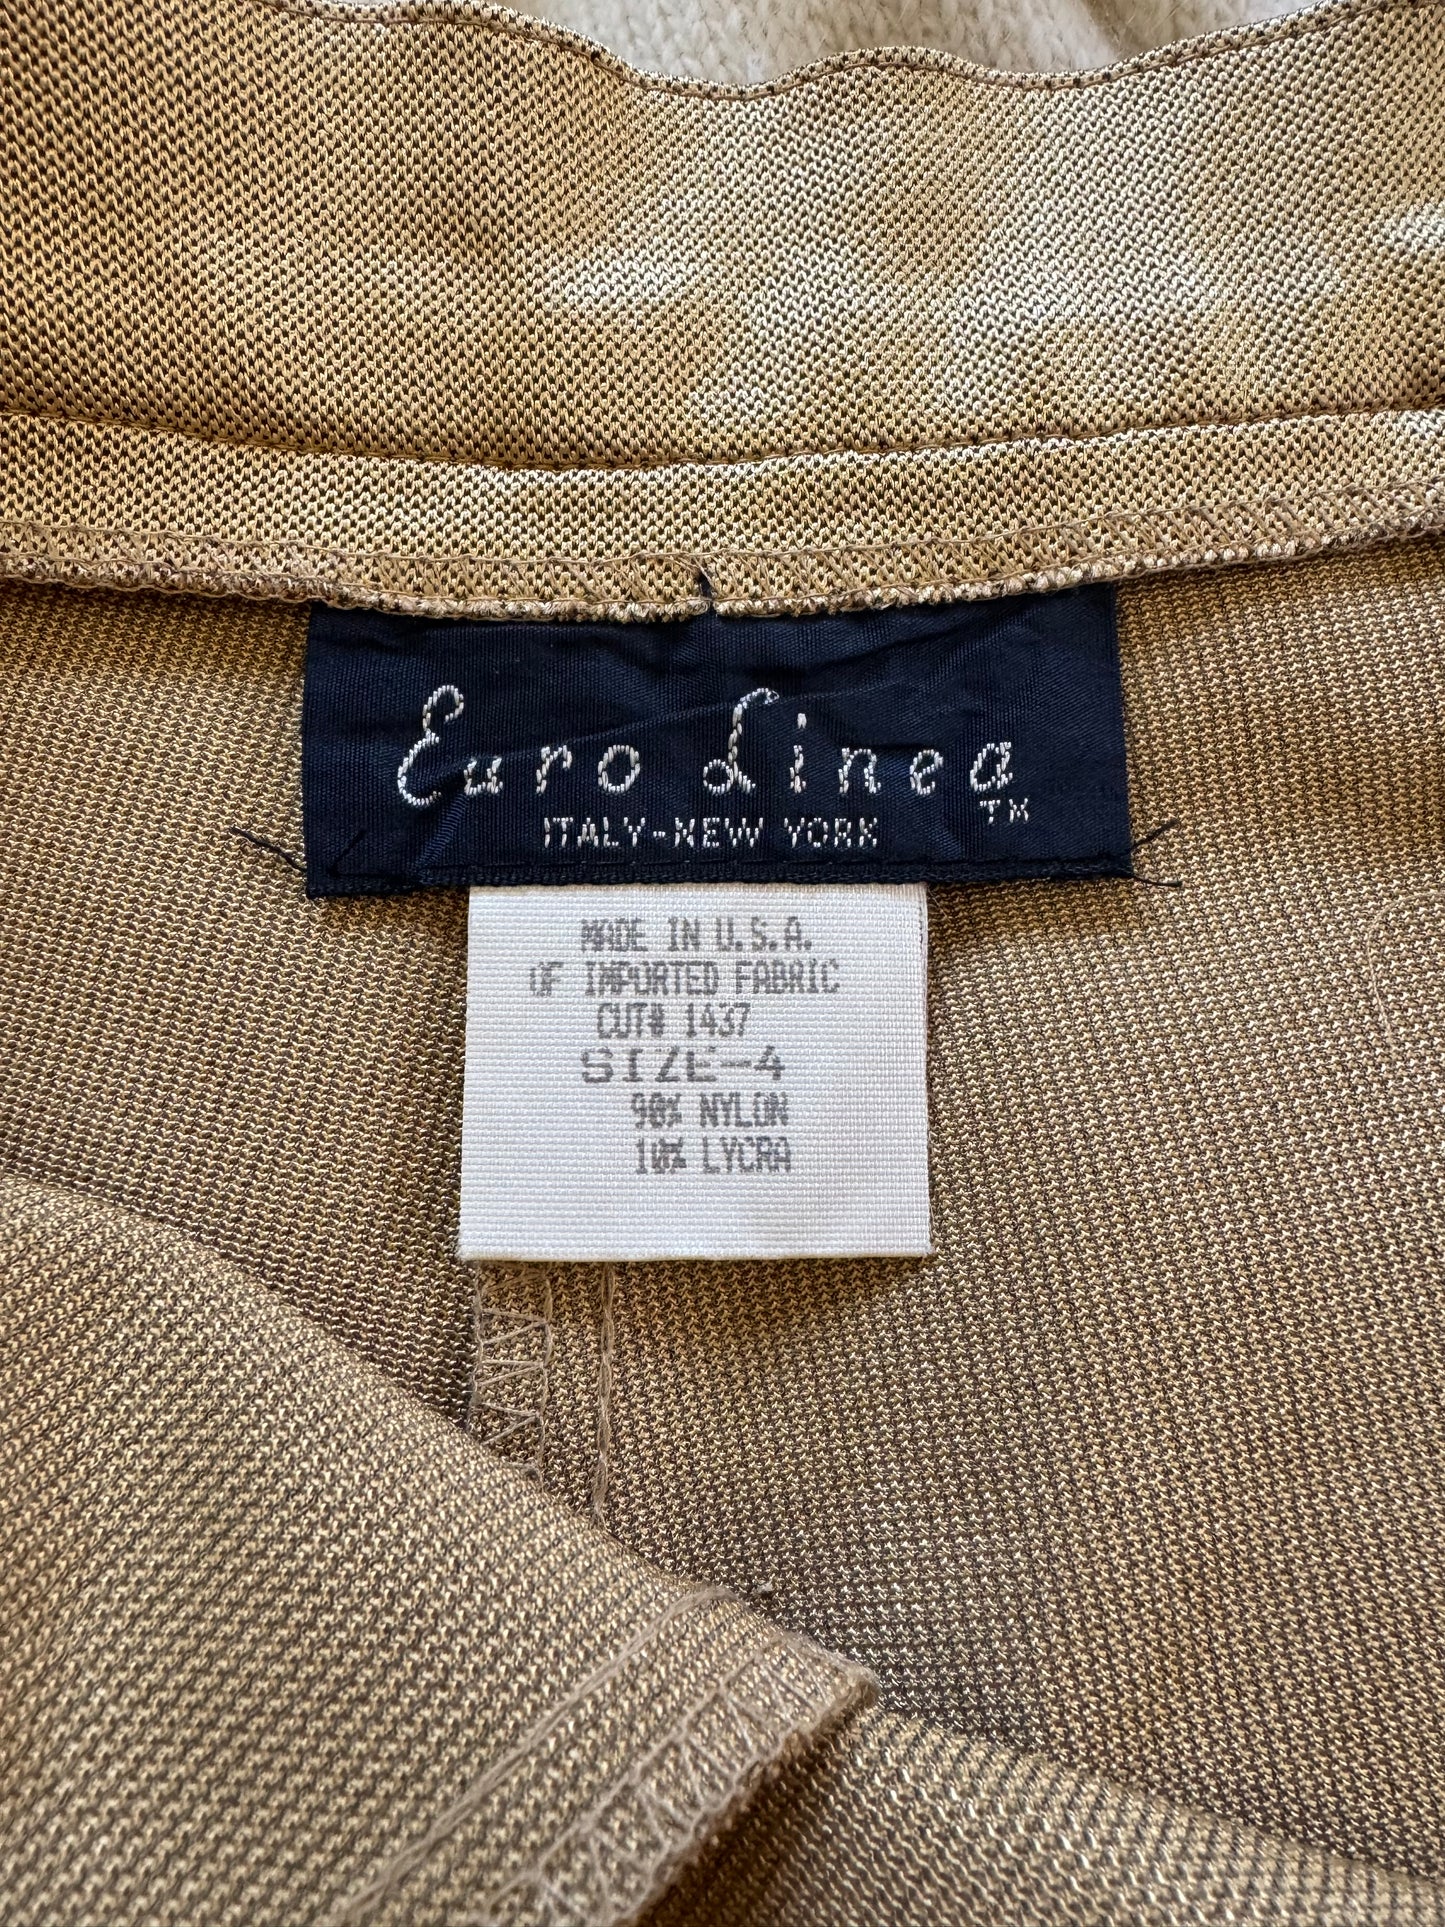 Euro Linea
TM
ITALY-NEW YORK
MADE IN U.S.A.
OF IMPORTED FABRIC
CUT# 1437
SIZE-4
90% NYLON
10% LYCRA